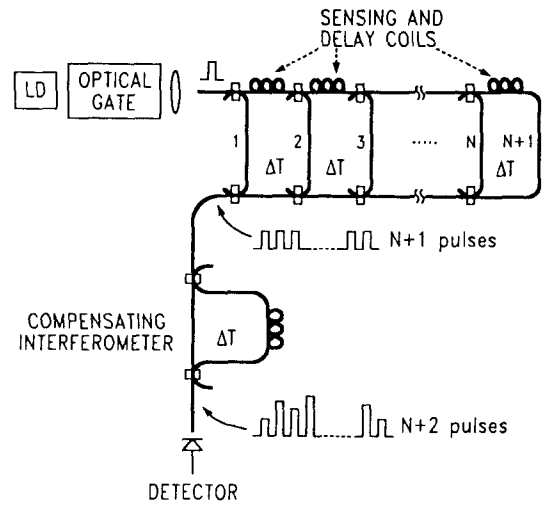 SENSING AND
DELAY COILS
LD
OPTICAL
GATE
1
2
3
.....
N
N+1
ΔT
ΔT
ΔT
N+1 pulses
COMPENSATING
INTERFEROMETER
ΔT
N+2 pulses
DETECTOR